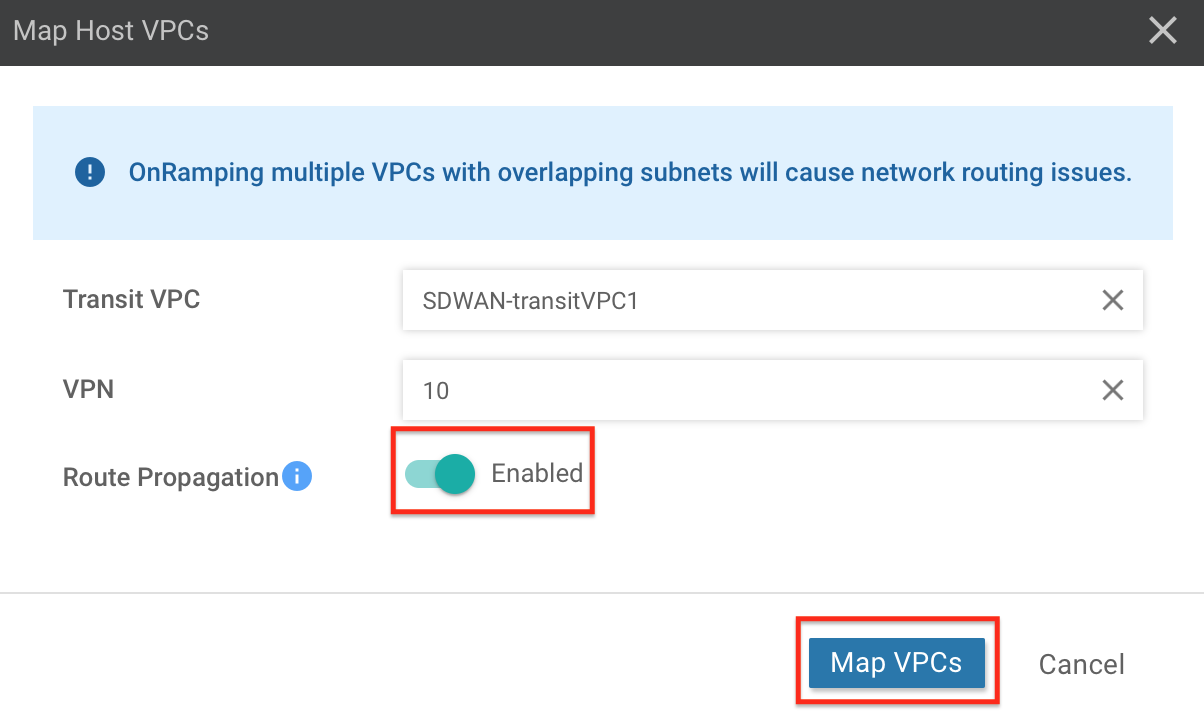 Map Host VPCs
OnRamping multiple VPCs with overlapping subnets will cause network routing issues.
Transit VPC
SDWAN-transitVPC1
VPN
10
Route Propagation
Enabled
Map VPCs
Cancel